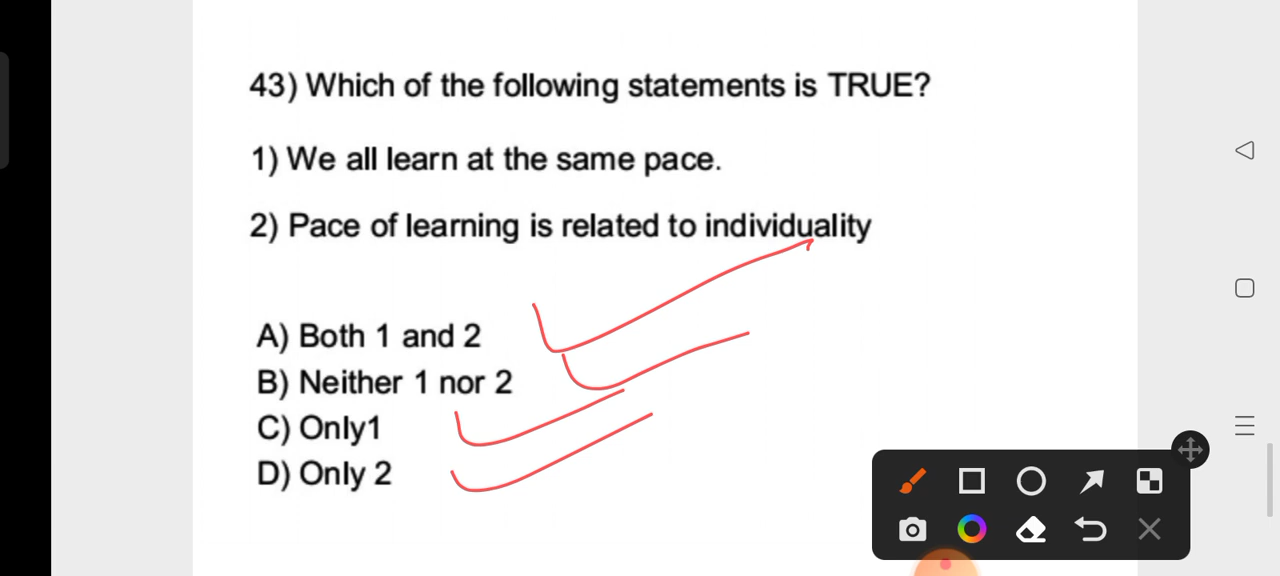 43) Which of the following statements is TRUE?
1) We all learn at the same pace.
2) Pace of learning is related to individuality
A) Both 1 and 2
B) Neither 1 nor 2
C) Only1
D) Only 2